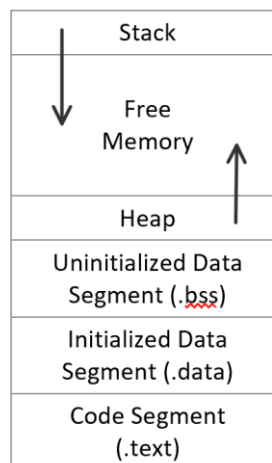 Stack
Free
Memory
Heap
Uninitialized Data
Segment (.bss)
Initialized Data
Segment (.data)
Code Segment
(.text)